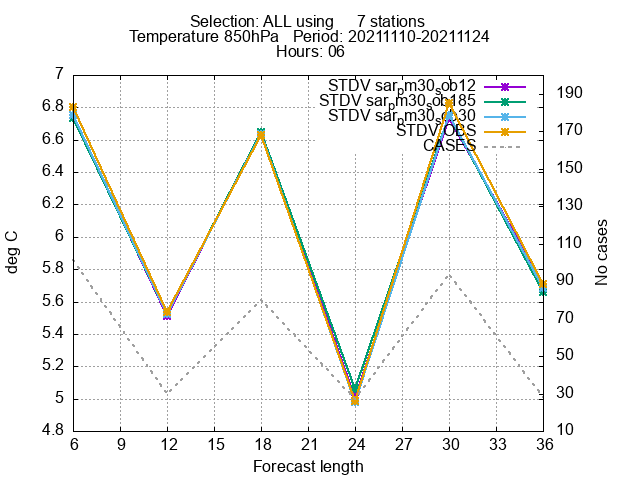 Selection: ALL using 7 stations
Temperature 850hPa Period: 20211110-20211124
Hours: 06
STDV sarpm30sob12
STDV sarpm30sob185
STDV sarpm30sob30
STDV OBS
CASES
7
6.8
6.6
6.4
6.2
6
5.8
5.6
5.4
5.2
5
4.8
190
170
150
130
110
90
70
50
30
10
deg C
No cases
6 9 12 15 18 21 24 27 30 33 36
Forecast length